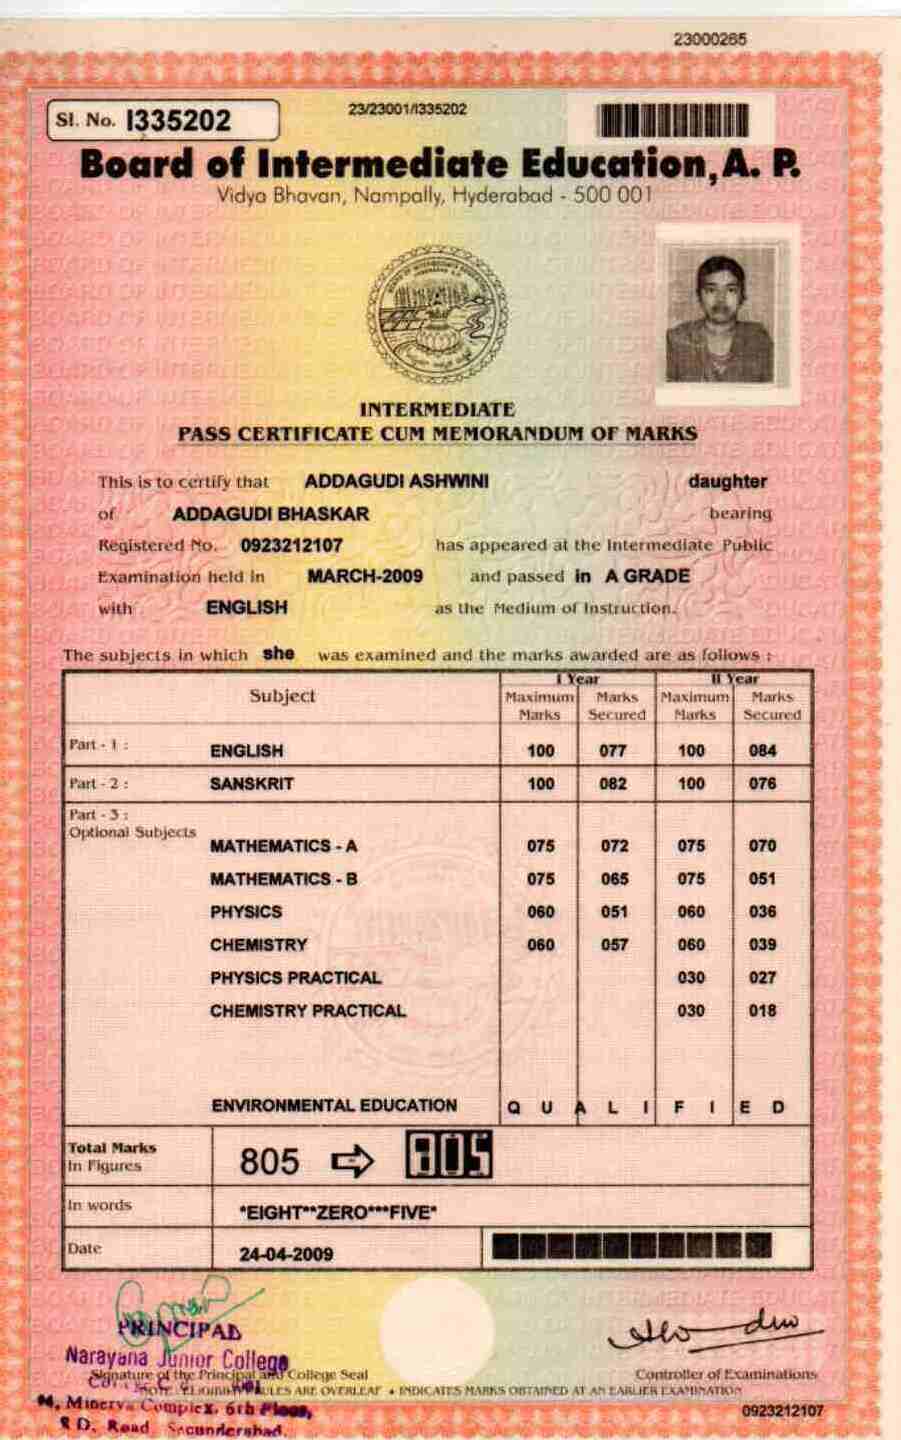 23000265
Sl. No. I335202
23/23001/I335202
Board of Intermediate Education, A. P.
Vidya Bhavan, Nampally, Hyderabad - 500 001
INTERMEDIATE
PASS CERTIFICATE CUM MEMORANDUM OF MARKS
This is to certify that ADDAGUDI ASHWINI daughter
of ADDAGUDI BHASKAR bearing
Registered No. 0923212107 has appeared at the Intermediate Public
Examination held in MARCH-2009 and passed in A GRADE
with ENGLISH as the Medium of Instruction.
The subjects in which she was examined and the marks awarded are as follows :
I Year II Year
Subject Maximum Marks Marks Secured Maximum Marks Marks Secured
Part - 1 : ENGLISH 100 077 100 084
Part - 2 : SANSKRIT 100 082 100 076
Part - 3 :
Optional Subjects
MATHEMATICS - A 075 072 075 070
MATHEMATICS - B 075 065 075 051
PHYSICS 060 051 060 036
CHEMISTRY 060 057 060 039
PHYSICS PRACTICAL 030 027
CHEMISTRY PRACTICAL 030 018
ENVIRONMENTAL EDUCATION Q U A L I F I E D
Total Marks
In Figures 805 805
In words *EIGHT**ZERO***FIVE*
Date 24-04-2009
PRINCIPAL
Narayana Junior College
Signature of the Principal and College Seal Controller of Examinations
NOTE : ELIGIBILITY RULES ARE OVERLEAF * INDICATES MARKS OBTAINED AT AN EARLIER EXAMINATION
Minerva Complex, 6th Floor,
0923212107
S.D. Road Secunderabad.